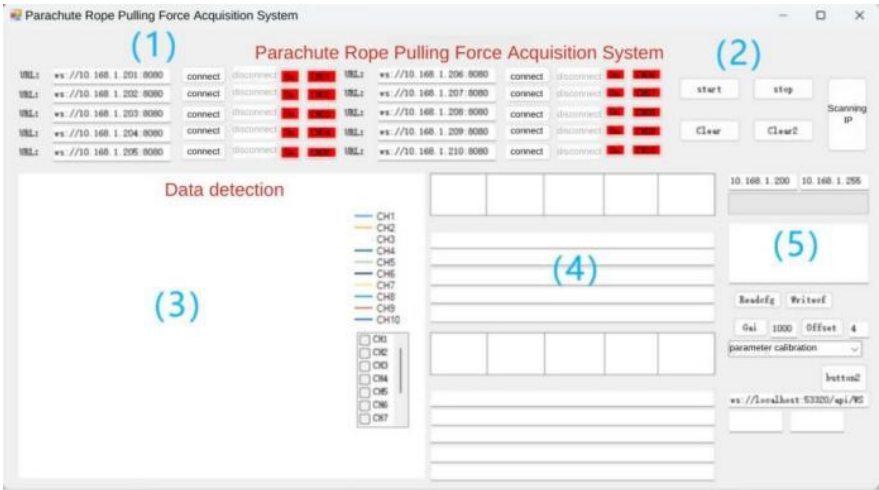 Parachute Rope Pulling Force Acquisition System
(1)
Parachute Rope Pulling Force Acquisition System
(2)
URL: ws://10.168.1.201:8080 connect disconnect URL: ws://10.168.1.206:8080 connect disconnect
URL: ws://10.168.1.202:8080 connect disconnect URL: ws://10.168.1.207:8080 connect disconnect
URL: ws://10.168.1.203:8080 connect disconnect URL: ws://10.168.1.208:8080 connect disconnect
URL: ws://10.168.1.204:8080 connect disconnect URL: ws://10.168.1.209:8080 connect disconnect
URL: ws://10.168.1.205:8080 connect disconnect URL: ws://10.168.1.210:8080 connect disconnect
start stop
Clear Clear2
Scanning
IP
Data detection
CH1
CH2
CH3
CH4
CH5
CH6
CH7
CH8
CH9
CH10
(3)
CH1
CH2
CH3
CH4
CH5
CH6
CH7
(4)
10.168.1.200 10.168.1.255
(5)
Readcfg Writecf
Gai 1000 Offset 4
parameter calibration
button2
ws://localhost:53320/api/WS